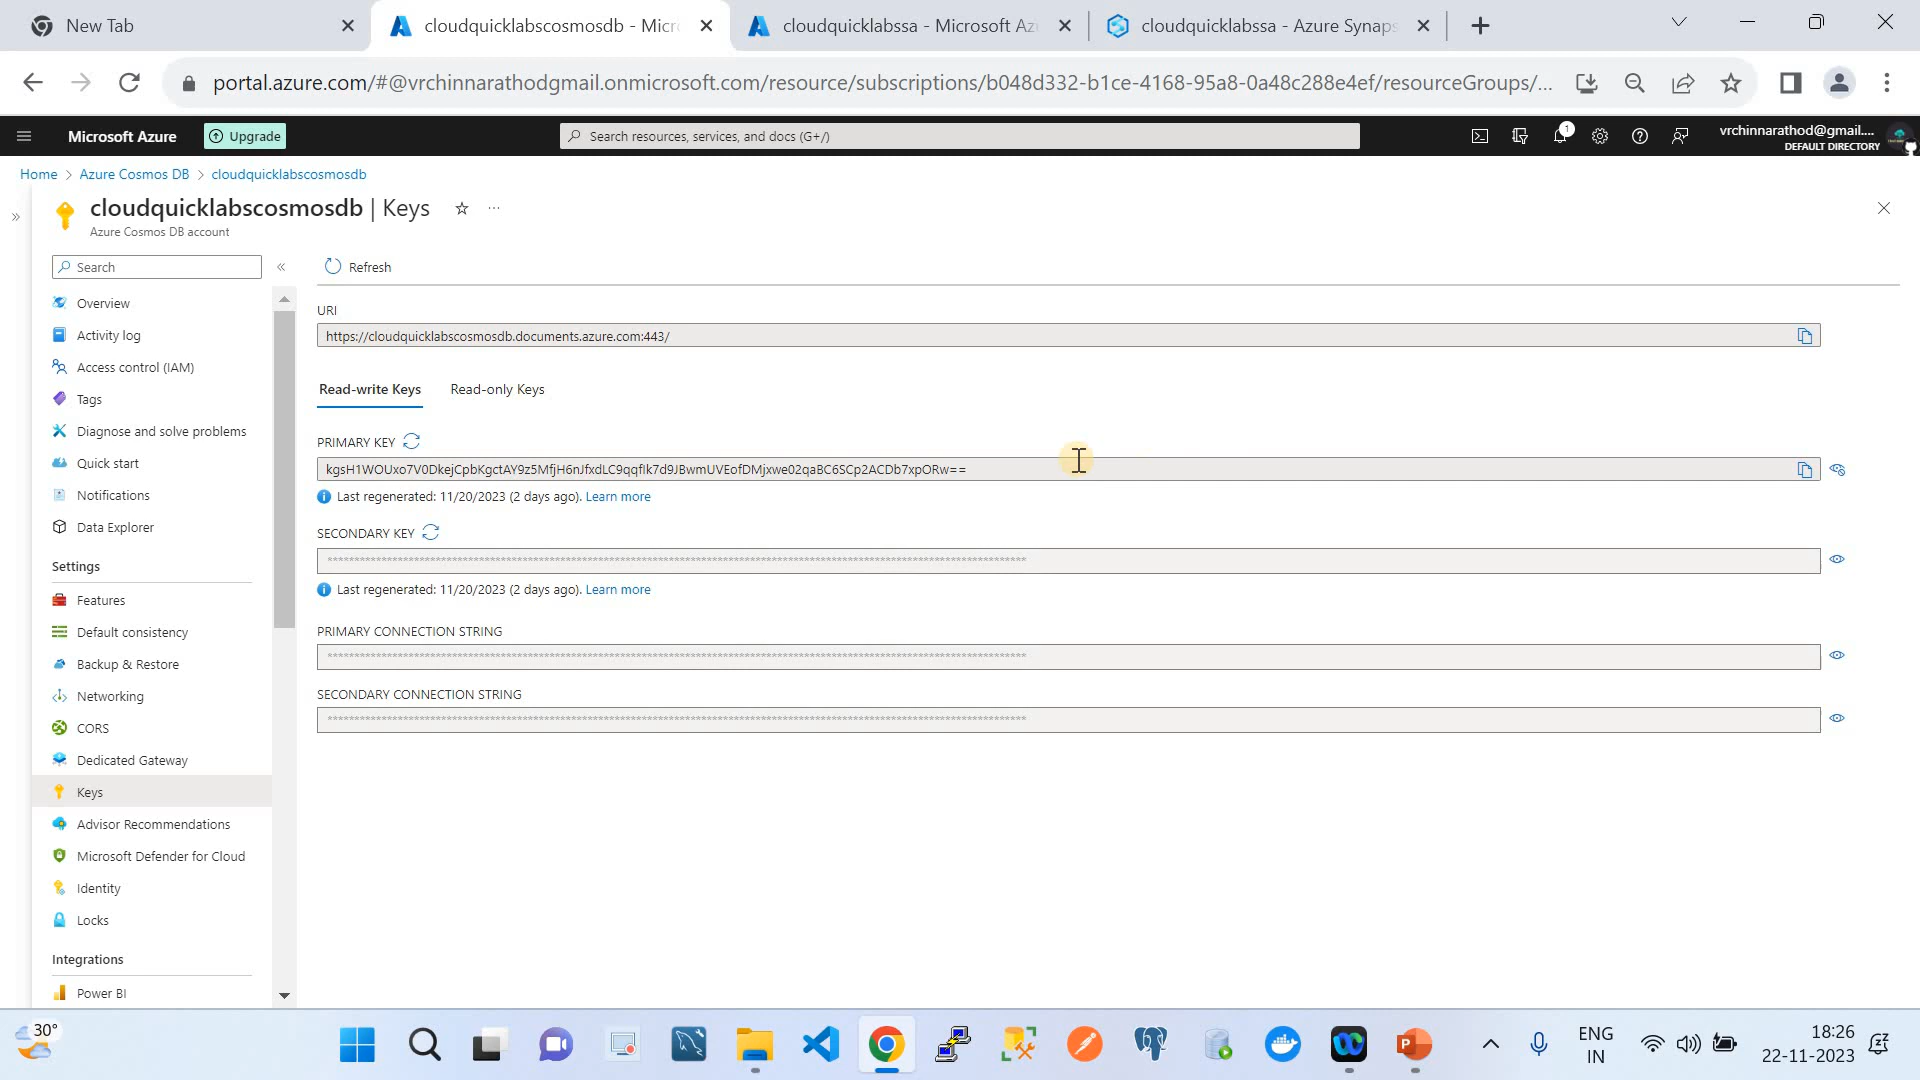 New Tab
cloudquicklabscosmosdb - Micr
cloudquicklabssa - Microsoft Az
cloudquicklabssa - Azure Synaps
portal.azure.com/#@vrchinnarathodgmail.onmicrosoft.com/resource/subscriptions/b048d332-b1ce-4168-95a8-0a48c288e4ef/resourceGroups/...
Microsoft Azure
Upgrade
Search resources, services, and docs (G+/)
1
vrchinnarathod@gmail....
DEFAULT DIRECTORY
Home > Azure Cosmos DB > cloudquicklabscosmosdb
cloudquicklabscosmosdb | Keys
Azure Cosmos DB account
Search
Refresh
Overview
Activity log
Access control (IAM)
Tags
Diagnose and solve problems
Quick start
Notifications
Data Explorer
Settings
Features
Default consistency
Backup & Restore
Networking
CORS
Dedicated Gateway
Keys
Advisor Recommendations
Microsoft Defender for Cloud
Identity
Locks
Integrations
Power BI
URI
https://cloudquicklabscosmosdb.documents.azure.com:443/
Read-write Keys
Read-only Keys
PRIMARY KEY
Last regenerated: 11/20/2023 (2 days ago). Learn more
SECONDARY KEY
Last regenerated: 11/20/2023 (2 days ago). Learn more
PRIMARY CONNECTION STRING
SECONDARY CONNECTION STRING
30°
ENG
IN
18:26
22-11-2023